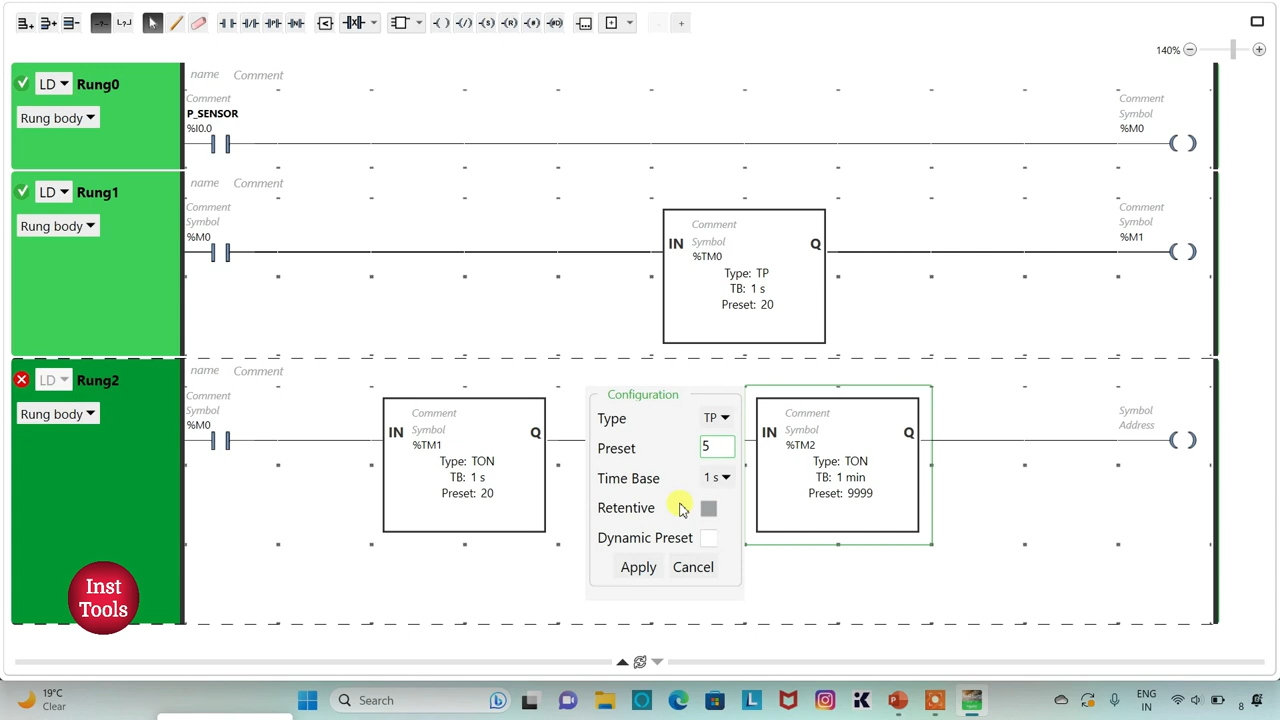 140%
LD Rung0
name Comment
Comment
P_SENSOR
%I0.0
Comment
Symbol
%M0
Rung body
LD Rung1
name Comment
Comment
Symbol
%M0
Rung body
Comment
IN Symbol Q
%TM0
Type: TP
TB: 1 s
Preset: 20
Comment
Symbol
%M1
LD Rung2
name Comment
Comment
Symbol
%M0
Rung body
Comment
IN Symbol Q
%TM1
Type: TON
TB: 1 s
Preset: 20
Configuration
Type TP
Preset 5
Time Base 1 s
Retentive
Dynamic Preset
Apply Cancel
Comment
IN Symbol Q
%TM2
Type: TON
TB: 1 min
Preset: 9999
Symbol
Address
Inst
Tools
19°C
Clear
Search
ENG
IN
7:00 PM